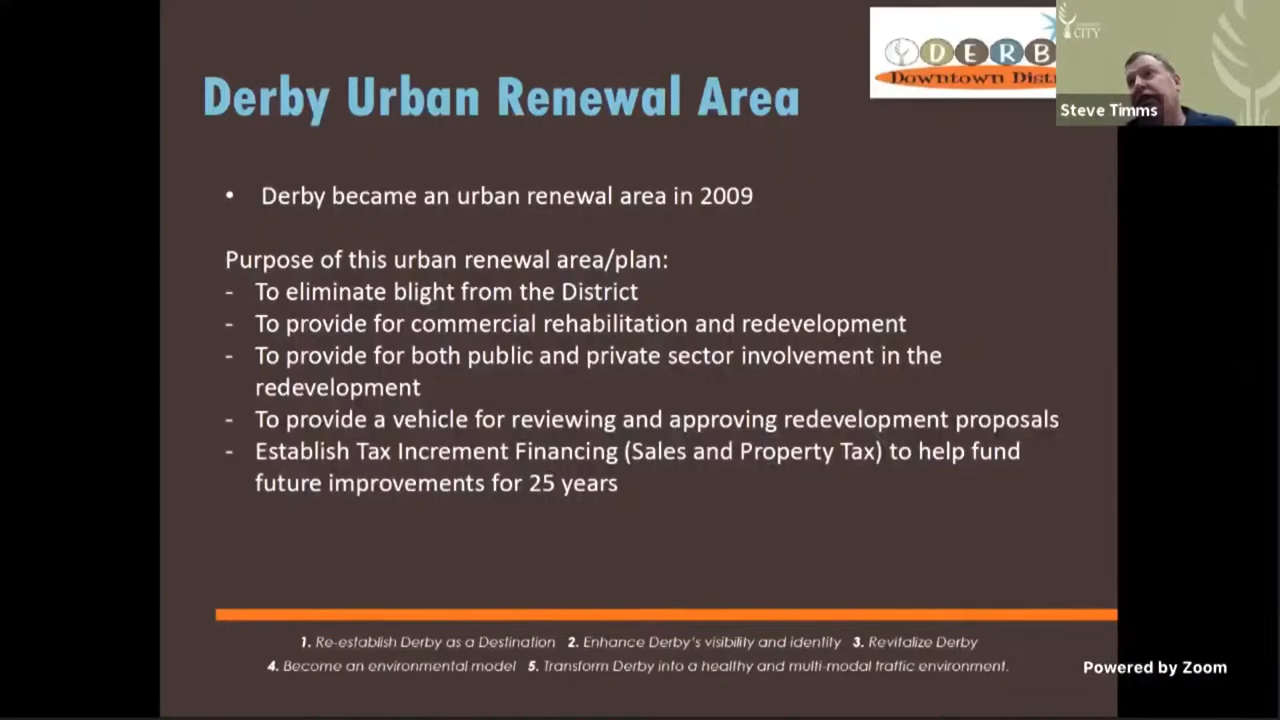 DERB
Downtown Dist
CITY
Steve Timms
Derby Urban Renewal Area
• Derby became an urban renewal area in 2009
Purpose of this urban renewal area/plan:
- To eliminate blight from the District
- To provide for commercial rehabilitation and redevelopment
- To provide for both public and private sector involvement in the
redevelopment
- To provide a vehicle for reviewing and approving redevelopment proposals
- Establish Tax Increment Financing (Sales and Property Tax) to help fund
future improvements for 25 years
1. Re-establish Derby as a Destination 2. Enhance Derby's visibility and identity 3. Revitalize Derby
4. Become an environmental model 5. Transform Derby into a healthy and multi-modal traffic environment.
Powered by Zoom